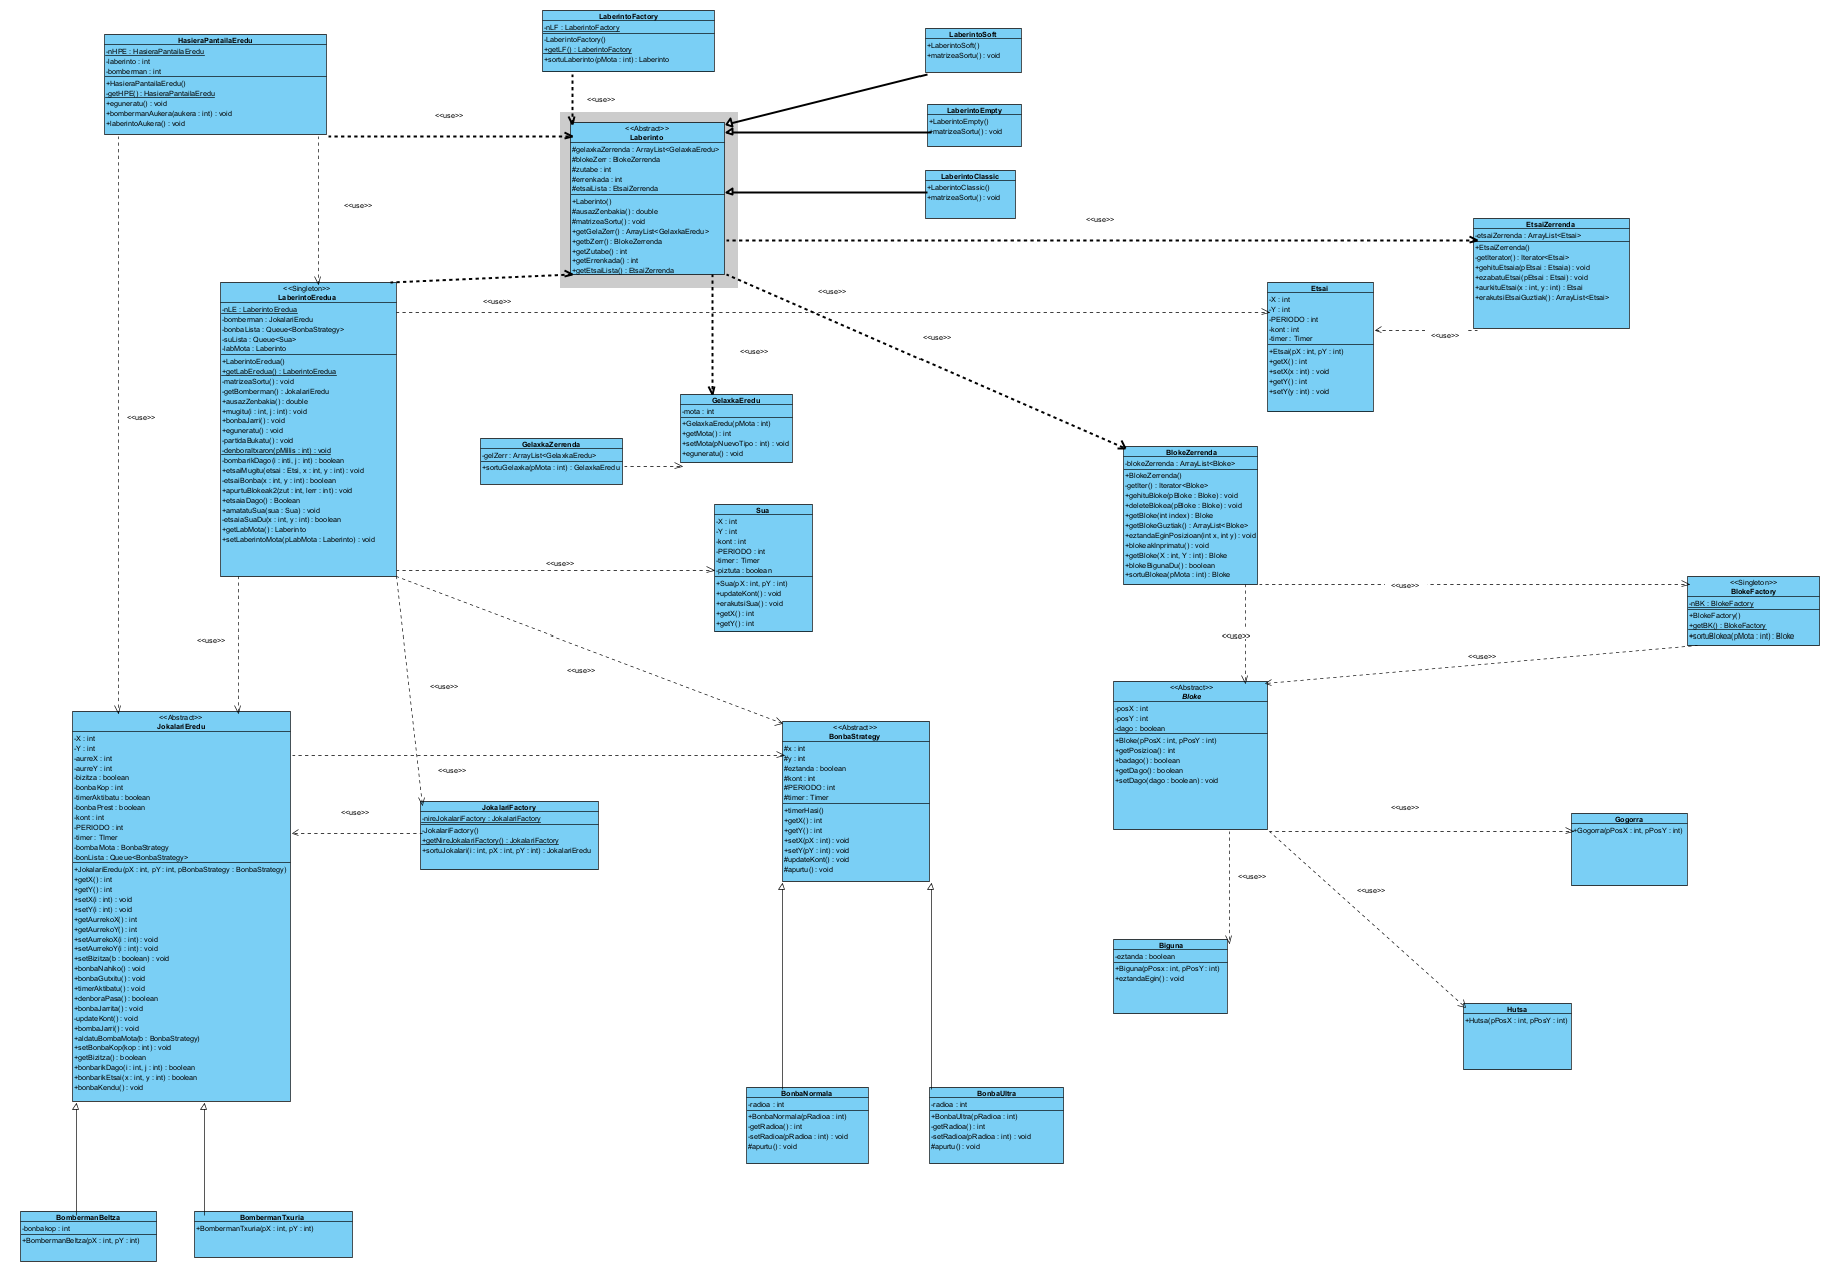 LaberintoFactory
-nLF : LaberintoFactory
-LaberintoFactory()
+getLF() : LaberintoFactory
+sortuLaberinto(pMota : int) : Laberinto
HasieraPantailaEredu
-nHPE : HasieraPantailaEredu
-laberinto : int
-bomberman : int
+HasieraPantailaEredu()
-getHPE() : HasieraPantailaEredu
+eguneratu() : void
+bombermanAukera(aukera : int) : void
+laberintoAukera() : void
LaberintoSoft
+LaberintoSoft()
+matrizeaSortu() : void
LaberintoEmpty
+LaberintoEmpty()
+matrizeaSortu() : void
LaberintoClassic
+LaberintoClassic()
+matrizeaSortu() : void
<<use>>
<<use>>
<<use>>
<<use>>
<<Abstract>>
Laberinto
#gelaxkaZerrenda : ArrayList<GelaxkaEredu>
#blokeZerr : BlokeZerrenda
#zutabe : int
#errenkada : int
#etsaiLista : EtsaiZerrenda
+Laberinto()
#ausazZenbakia() : double
#matrizeaSortu() : void
+getGelaZerr() : ArrayList<GelaxkaEredu>
+getbZerr() : BlokeZerrenda
+getZutabe() : int
+getErrenkada() : int
+getEtsaiLista() : EtsaiZerrenda
EtsaiZerrenda
-etsaiZerrenda : ArrayList<Etsai>
+EtsaiZerrenda()
-getIterator() : Iterator<Etsai>
+gehituEtsaia(pEtsai : Etsaia) : void
+ezabatuEtsai(pEtsai : Etsai) : void
+aurkituEtsai(x : int, y : int) : Etsai
+erakutsiEtsaiGuztiak() : ArrayList<Etsai>
<<Singleton>>
LaberintoEredua
-nLE : LaberintoEredua
-bomberman : JokalariEredu
-bonbaLista : Queue<BonbaStrategy>
-suLista : Queue<Sua>
-labMota : Laberinto
+LaberintoEredua()
+getLabEredua() : LaberintoEredua
-matrizeaSortu() : void
-getBomberman() : JokalariEredu
+ausazZenbakia() : double
+mugitu(i : int, j : int) : void
+bonbaJarri() : void
+eguneratu() : void
-partidaBukatu() : void
-denboraItxaron(pMillis : int) : void
-bombarikDago(i : inti, j : int) : boolean
+etsaiMugitu(etsai : Etsi, x : int, y : int) : void
-etsaiBonba(x : int, y : int) : boolean
+apurtuBlokeak2(zut : int, lerr : int) : void
+etsaiaDago() : Boolean
+amatatuSua(sua : Sua) : void
-etsaiaSuaDu(x : int, y : int) : boolean
+getLabMota() : Laberinto
+setLaberintoMota(pLabMota : Laberinto) : void
<<use>>
<<use>>
<<use>>
<<use>>
<<use>>
<<use>>
Etsai
-X : int
-Y : int
-PERIODO : int
-kont : int
-timer : Timer
+Etsai(pX : int, pY : int)
+getX() : int
+setX(x : int) : void
+getY() : int
+setY(y : int) : void
GelaxkaEredu
-mota : int
+GelaxkaEredu(pMota : int)
+getMota() : int
+setMota(pNuevoTipo : int) : void
+eguneratu() : void
GelaxkaZerrenda
-gelZerr : ArrayList<GelaxkaEredu>
+sortuGelaxka(pMota : int) : GelaxkaEredu
BlokeZerrenda
-blokeZerrenda : ArrayList<Bloke>
+BlokeZerrenda()
-getIter() : Iterator<Bloke>
+gehituBloke(pBloke : Bloke) : void
+deleteBlokea(pBloke : Bloke) : void
+getBloke(int index) : Bloke
+getBlokeGuztiak() : ArrayList<Bloke>
+eztandaEginPosizioan(int x, int y) : void
+blokeakInprimatu() : void
+getBloke(X : int, Y : int) : Bloke
+blokeBigunaDu() : boolean
+sortuBlokea(pMota : int) : Bloke
Sua
-X : int
-Y : int
-kont : int
-PERIODO : int
-timer : Timer
-piztuta : boolean
+Sua(pX : int, pY : int)
+updateKont() : void
+erakutsiSua() : void
+getX() : int
+getY() : int
<<use>>
<<use>>
<<Singleton>>
BlokeFactory
-nBK : BlokeFactory
+BlokeFactory()
+getBK() : BlokeFactory
+sortuBlokea(pMota : int) : Bloke
<<use>>
<<use>>
<<use>>
<<use>>
<<use>>
<<Abstract>>
Bloke
-posX : int
-posY : int
-dago : boolean
+Bloke(pPosX : int, pPosY : int)
+getPosizioa() : int
+badago() : boolean
+getDago() : boolean
+setDago(dago : boolean) : void
<<Abstract>>
JokalariEredu
-X : int
-Y : int
-aurreX : int
-aurreY : int
-bizitza : boolean
-bonbaKop : int
-timerAktibatu : boolean
-bonbaPrest : boolean
-kont : int
-PERIODO : int
-timer : Timer
-bombaMota : BonbaStrategy
-bonLista : Queue<BonbaStrategy>
+JokalariEredu(pX : int, pY : int, pBonbaStrategy : BonbaStrategy)
+getX() : int
+getY() : int
+setX(i : int) : void
+setY(i : int) : void
+getAurrekoX() : int
+getAurrekoY() : int
+setAurrekoX(i : int) : void
+setAurrekoY(i : int) : void
+setBizitza(b : boolean) : void
+bonbaNahiko() : void
+bonbaGutxitu() : void
+timerAktibatu() : void
+denboraPasa() : boolean
+bonbaJarrita() : void
-updateKont() : void
+bombaJarri() : void
+aldatuBombaMota(b : BonbaStrategy)
+setBonbaKop(kop : int) : void
+getBizitza() : boolean
+bonbarikDago(i : int, j : int) : boolean
+bonbarikEtsai(x : int, y : int) : boolean
+bonbaKendu() : void
<<Abstract>>
BonbaStrategy
#x : int
#y : int
#eztanda : boolean
#kont : int
#PERIODO : int
#timer : Timer
+timerHasi()
+getX() : int
+getY() : int
+setX(pX : int) : void
+setY(pY : int) : void
#updateKont() : void
#apurtu() : void
<<use>>
<<use>>
JokalariFactory
-nireJokalariFactory : JokalariFactory
-JokalariFactory()
+getNireJokalariFactory() : JokalariFactory
+sortuJokalari(i : int, pX : int, pY : int) : JokalariEredu
<<use>>
Gogorra
+Gogorra(pPosX : int, pPosY : int)
<<use>>
<<use>>
Biguna
-eztanda : boolean
+Biguna(pPosx : int, pPosY : int)
+eztandaEgin() : void
Hutsa
+Hutsa(pPosX : int, pPosY : int)
BonbaNormala
-radioa : int
+BonbaNormala(pRadioa : int)
-getRadioa() : int
-setRadioa(pRadioa : int) : void
#apurtu() : void
BonbaUltra
-radioa : int
+BonbaUltra(pRadioa : int)
-getRadioa() : int
-setRadioa(pRadioa : int) : void
#apurtu() : void
BombermanBeltza
-bonbakop : int
+BombermanBeltza(pX : int, pY : int)
BombermanTxuria
+BombermanTxuria(pX : int, pY : int)